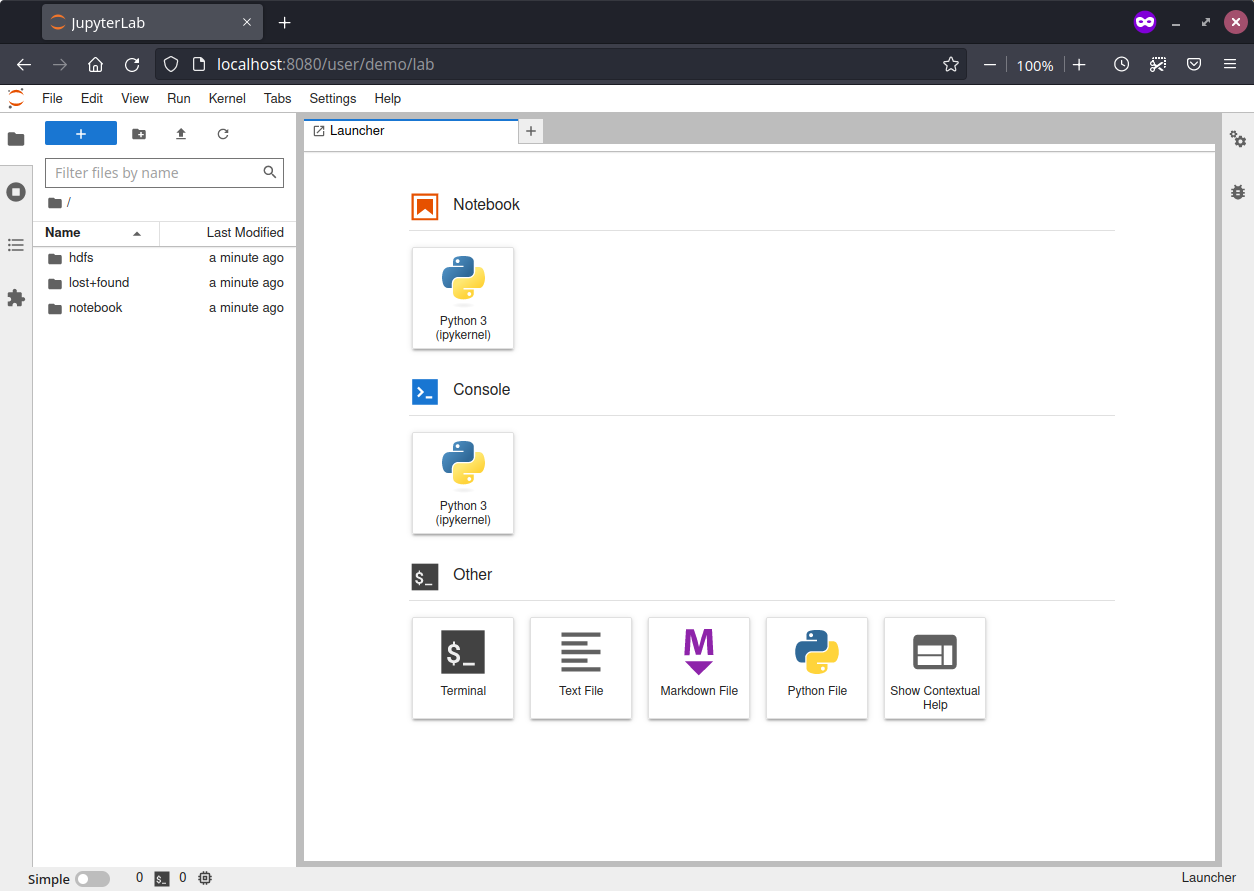 JupyterLab
localhost:8080/user/demo/lab
100%
File Edit View Run Kernel Tabs Settings Help
Filter files by name
/
Name Last Modified
hdfs a minute ago
lost+found a minute ago
notebook a minute ago
Launcher
Notebook
Python 3
(ipykernel)
Console
Python 3
(ipykernel)
$_ Other
$_ M
Terminal Text File Markdown File Python File Show Contextual
Help
Simple 0 $_ 0 Launcher